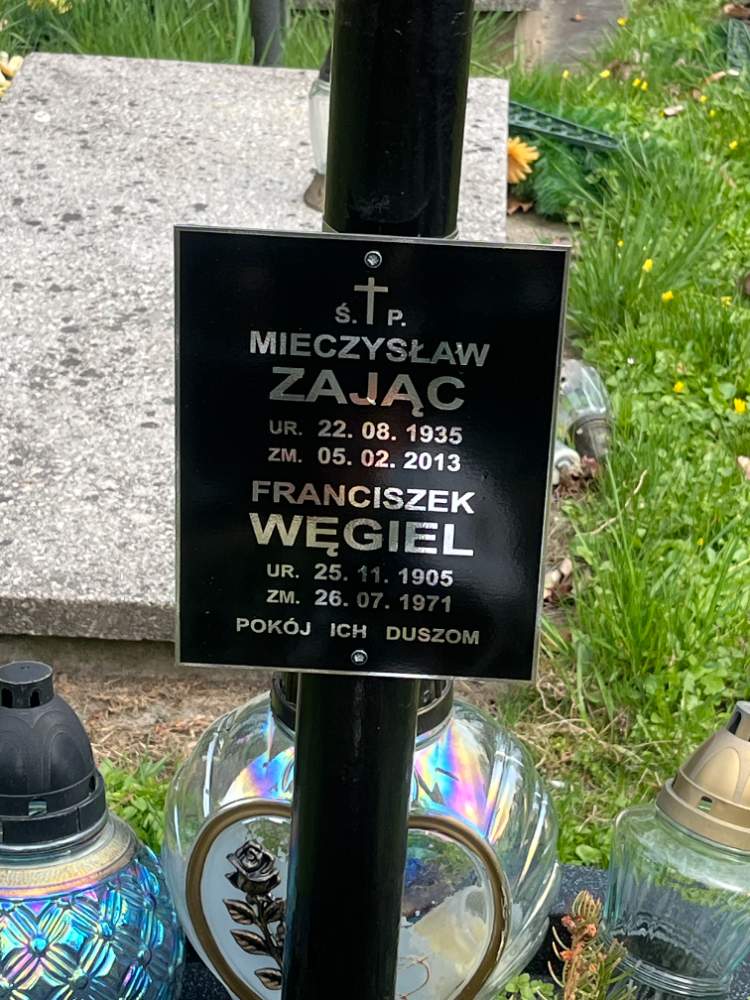 Ś. P.
MIECZYSŁAW
ZAJĄC
UR. 22. 08. 1935
ZM. 05. 02. 2013
FRANCISZEK
WĘGIEL
UR. 25. 11. 1905
ZM. 26. 07. 1971
POKÓJ ICH DUSZOM